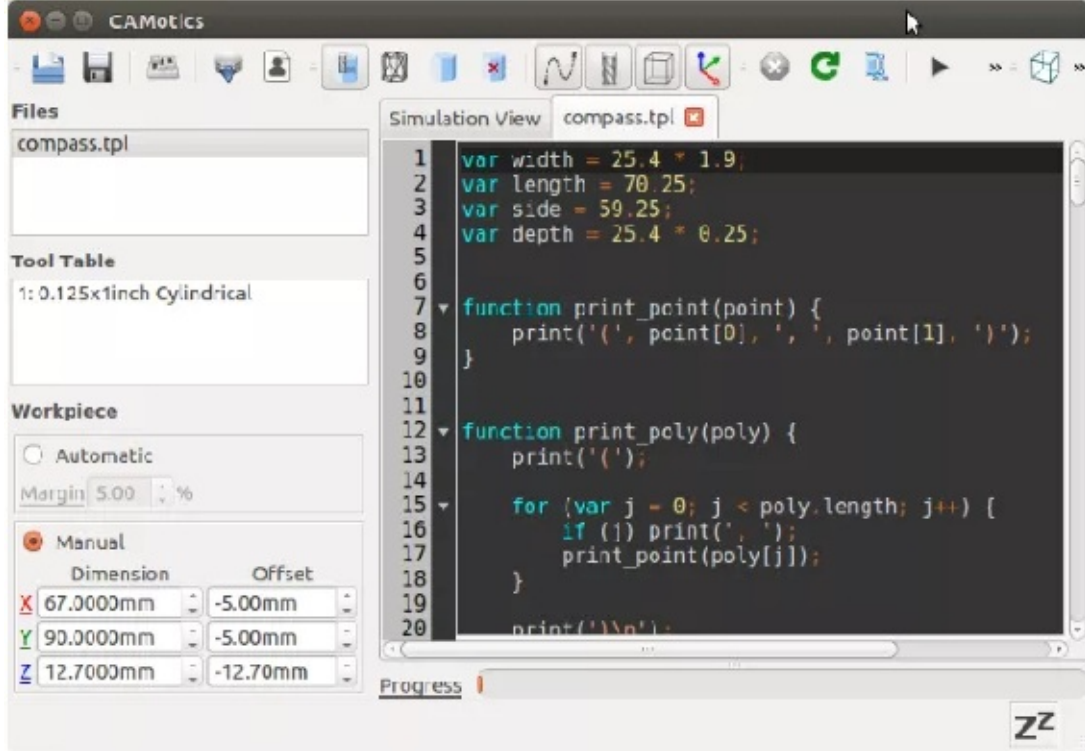 CAMotics
Files
compass.tpl
Tool Table
1: 0.125x1inch Cylindrical
Workpiece
Automatic
Margin 5.00 %
Manual
Dimension Offset
X 67.0000mm -5.00mm
Y 90.0000mm -5.00mm
Z 12.7000mm -12.70mm
Simulation View compass.tpl
1 var width = 25.4 * 1.9;
2 var length = 70.25;
3 var side = 59.25;
4 var depth = 25.4 * 0.25;
5
6
7 function print_point(point) {
8 print('(', point[0], ', ', point[1], ')');
9 }
10
11
12 function print_poly(poly) {
13 print('(');
14
15 for (var j = 0; j < poly.length; j++) {
16 if (j) print(', ');
17 print_point(poly[j]);
18 }
19
20 print(')\n');
Progress
zz